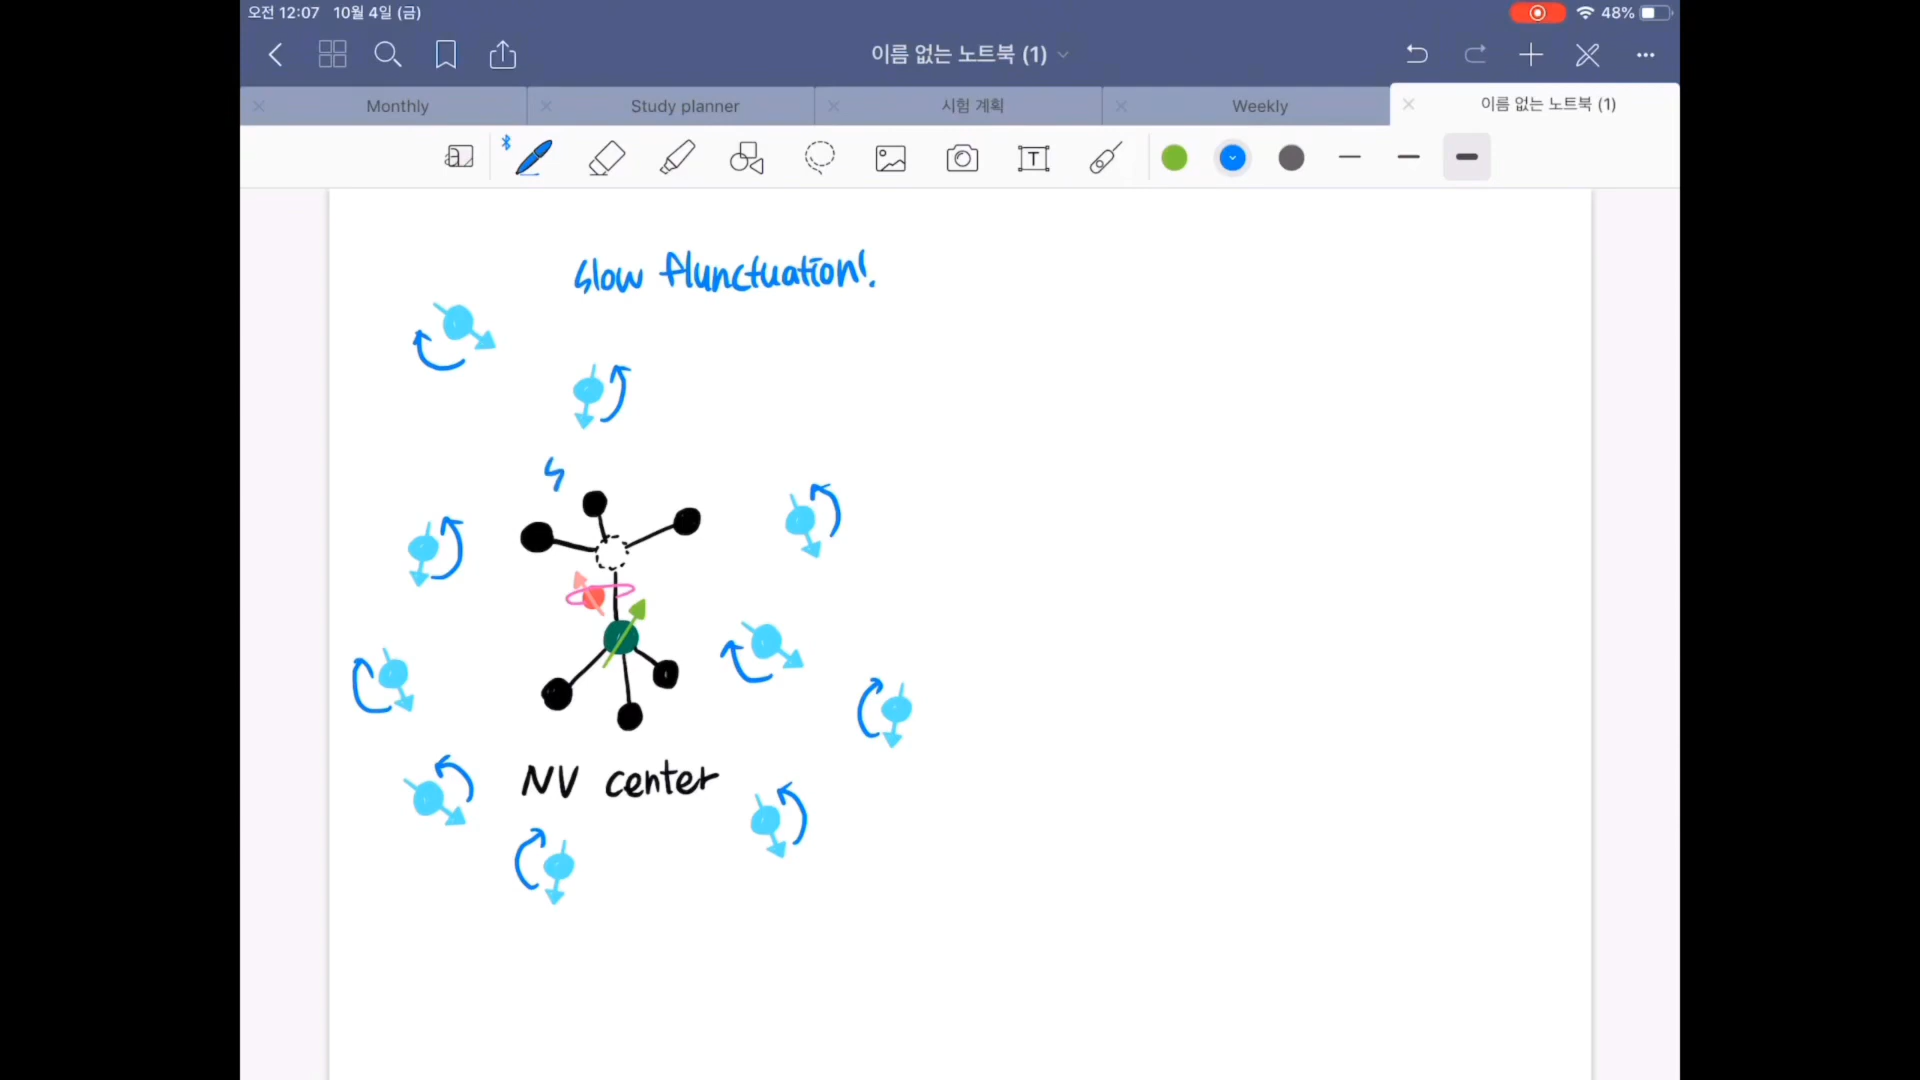 오전 12:07 10월 4일 (금)
48%
이름 없는 노트북 (1)
Monthly
Study planner
시험 계획
Weekly
이름 없는 노트북 (1)
slow flunctuation!
NV center